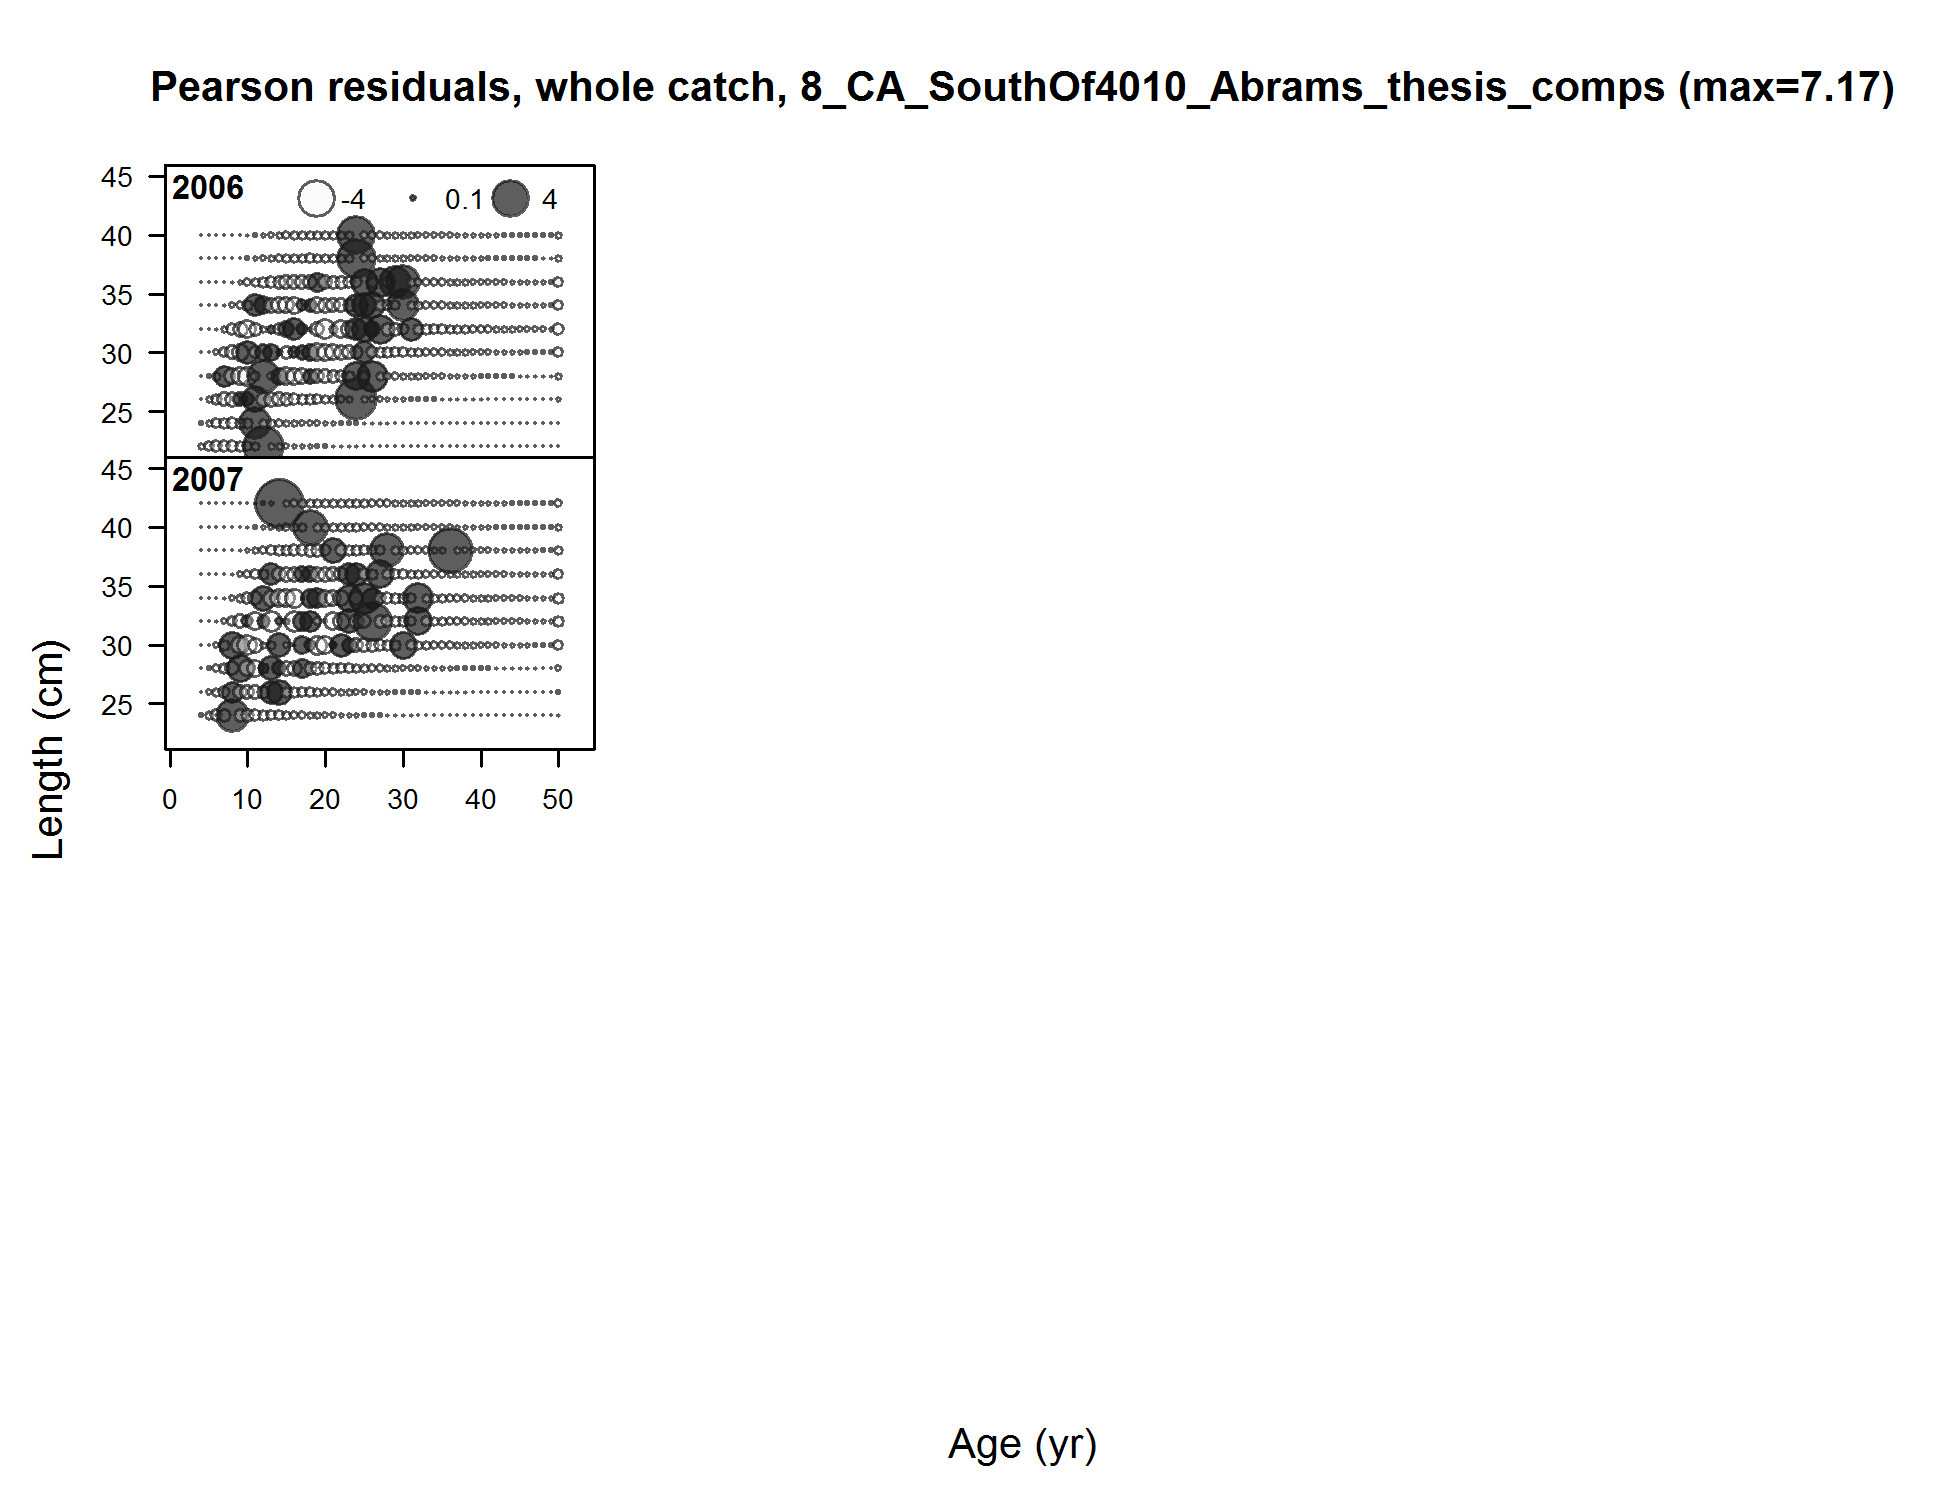 Pearson residuals, whole catch, 8_CA_SouthOf4010_Abrams_thesis_comps (max=7.17)
2006
-4 0.1 4
45
40
35
30
25
2007
45
40
35
30
25
0 10 20 30 40 50
Length (cm)
Age (yr)